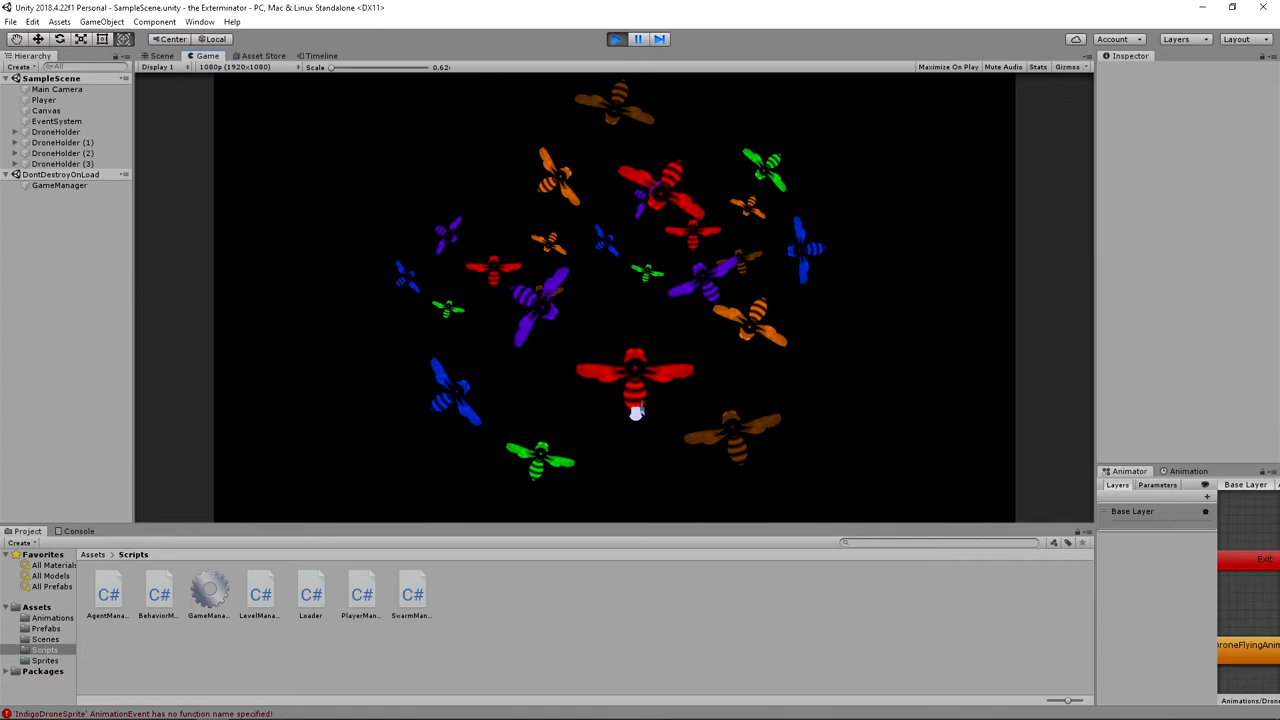 Unity 2018.4.22f1 Personal - SampleScene.unity - the Exterminator - PC, Mac & Linux Standalone <DX11>
File Edit Assets GameObject Component Window Help
Center Local Account Layers Layout
Hierarchy Scene Game Asset Store Timeline Inspector
Create All Display 1 1080p (1920x1080) Scale 0.62 Maximize On Play Mute Audio Stats Gizmos
SampleScene
Main Camera
Player
Canvas
EventSystem
DroneHolder
DroneHolder (1)
DroneHolder (2)
DroneHolder (3)
DontDestroyOnLoad
GameManager
Animator Animation
Layers Parameters Base Layer
Base Layer
Exit
DroneFlyingAnim
Animations/Dron
Project Console
Create
Favorites
All Materials
All Models
All Prefabs
Assets
Animations
Prefabs
Scenes
Scripts
Sprites
Packages
Assets Scripts
C# C# C# C# C# C#
AgentMana... BehaviorM... GameMana... LevelMana... Loader PlayerMan... SwarmMan...
'IndigoDroneSprite' AnimationEvent has no function name specified!